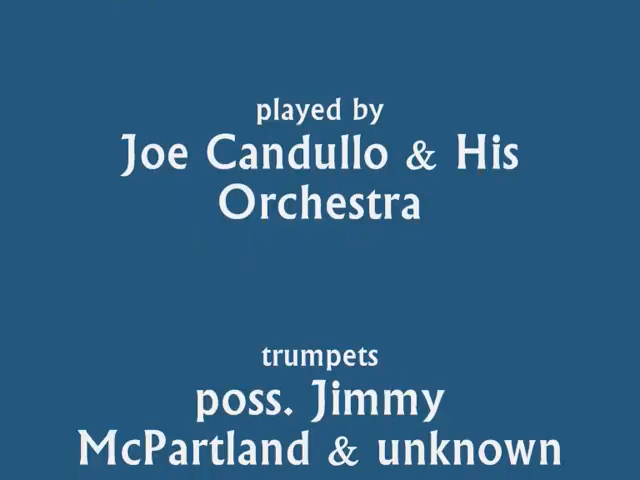 played by
Joe Candullo & His
Orchestra
trumpets
poss. Jimmy
McPartland & unknown